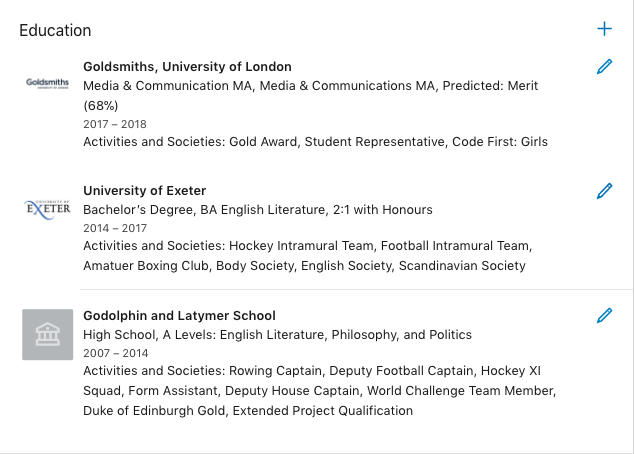 Education
Goldsmiths
Goldsmiths, University of London
Media & Communication MA, Media & Communications MA, Predicted: Merit
(68%)
2017 – 2018
Activities and Societies: Gold Award, Student Representative, Code First: Girls
UNIVERSITY OF
EXETER
University of Exeter
Bachelor's Degree, BA English Literature, 2:1 with Honours
2014 – 2017
Activities and Societies: Hockey Intramural Team, Football Intramural Team,
Amatuer Boxing Club, Body Society, English Society, Scandinavian Society
Godolphin and Latymer School
High School, A Levels: English Literature, Philosophy, and Politics
2007 – 2014
Activities and Societies: Rowing Captain, Deputy Football Captain, Hockey XI
Squad, Form Assistant, Deputy House Captain, World Challenge Team Member,
Duke of Edinburgh Gold, Extended Project Qualification